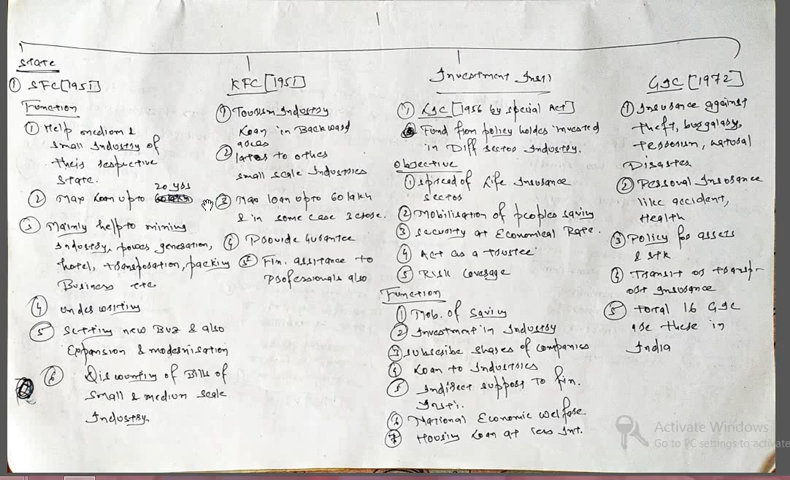 State
① SFC [1951]
Function
① Help medium &
small Industry of
their respective
state.
② Max loan upto 20 yrs
③ Mainly help to mining
Industry, power generation,
hotel, transporation, packing
Business etc
④ under writing
⑤ Setting new Buz & also
Expansion & modernisation
⑥ Discounting of Bills of
small & medium scale
Industry.
KFC [1951]
① Tourism Industry
Loan in Backward
areas
② to other
small scale Industries
③ Max loan upto 60 lakh
& in some case 2 crore.
④ Provide Guarantee
⑤ Fin. assistance to
Professionals also
Investment Insti
① LIC [1956 by special Act]
Fund from policy holder invested
in Diff sector Industry.
Objective
① spread of Life Insurance
sector
② Mobilisation of peoples saving
③ security at Economical Rate.
④ Act as a trustee
⑤ Risk coverage
Function
① Mob. of saving
② Investment in Industry
③ subscribe shares of companies
④ Loan to Industries
⑤ Indirect support to fin.
Insti.
⑥ National Economic welfare.
⑦ Housing loan at less Int.
GIC [1972]
① Insurance against
theft, burgalary,
terrorism, natural
Disaster
② Personal Insurance
like accident,
Health
③ Policy for assets
& stk
④ Transit or transp-
ort Insurance
⑤ total 16 GIC
are there in
India
Activate Windows
Go to PC settings to activate